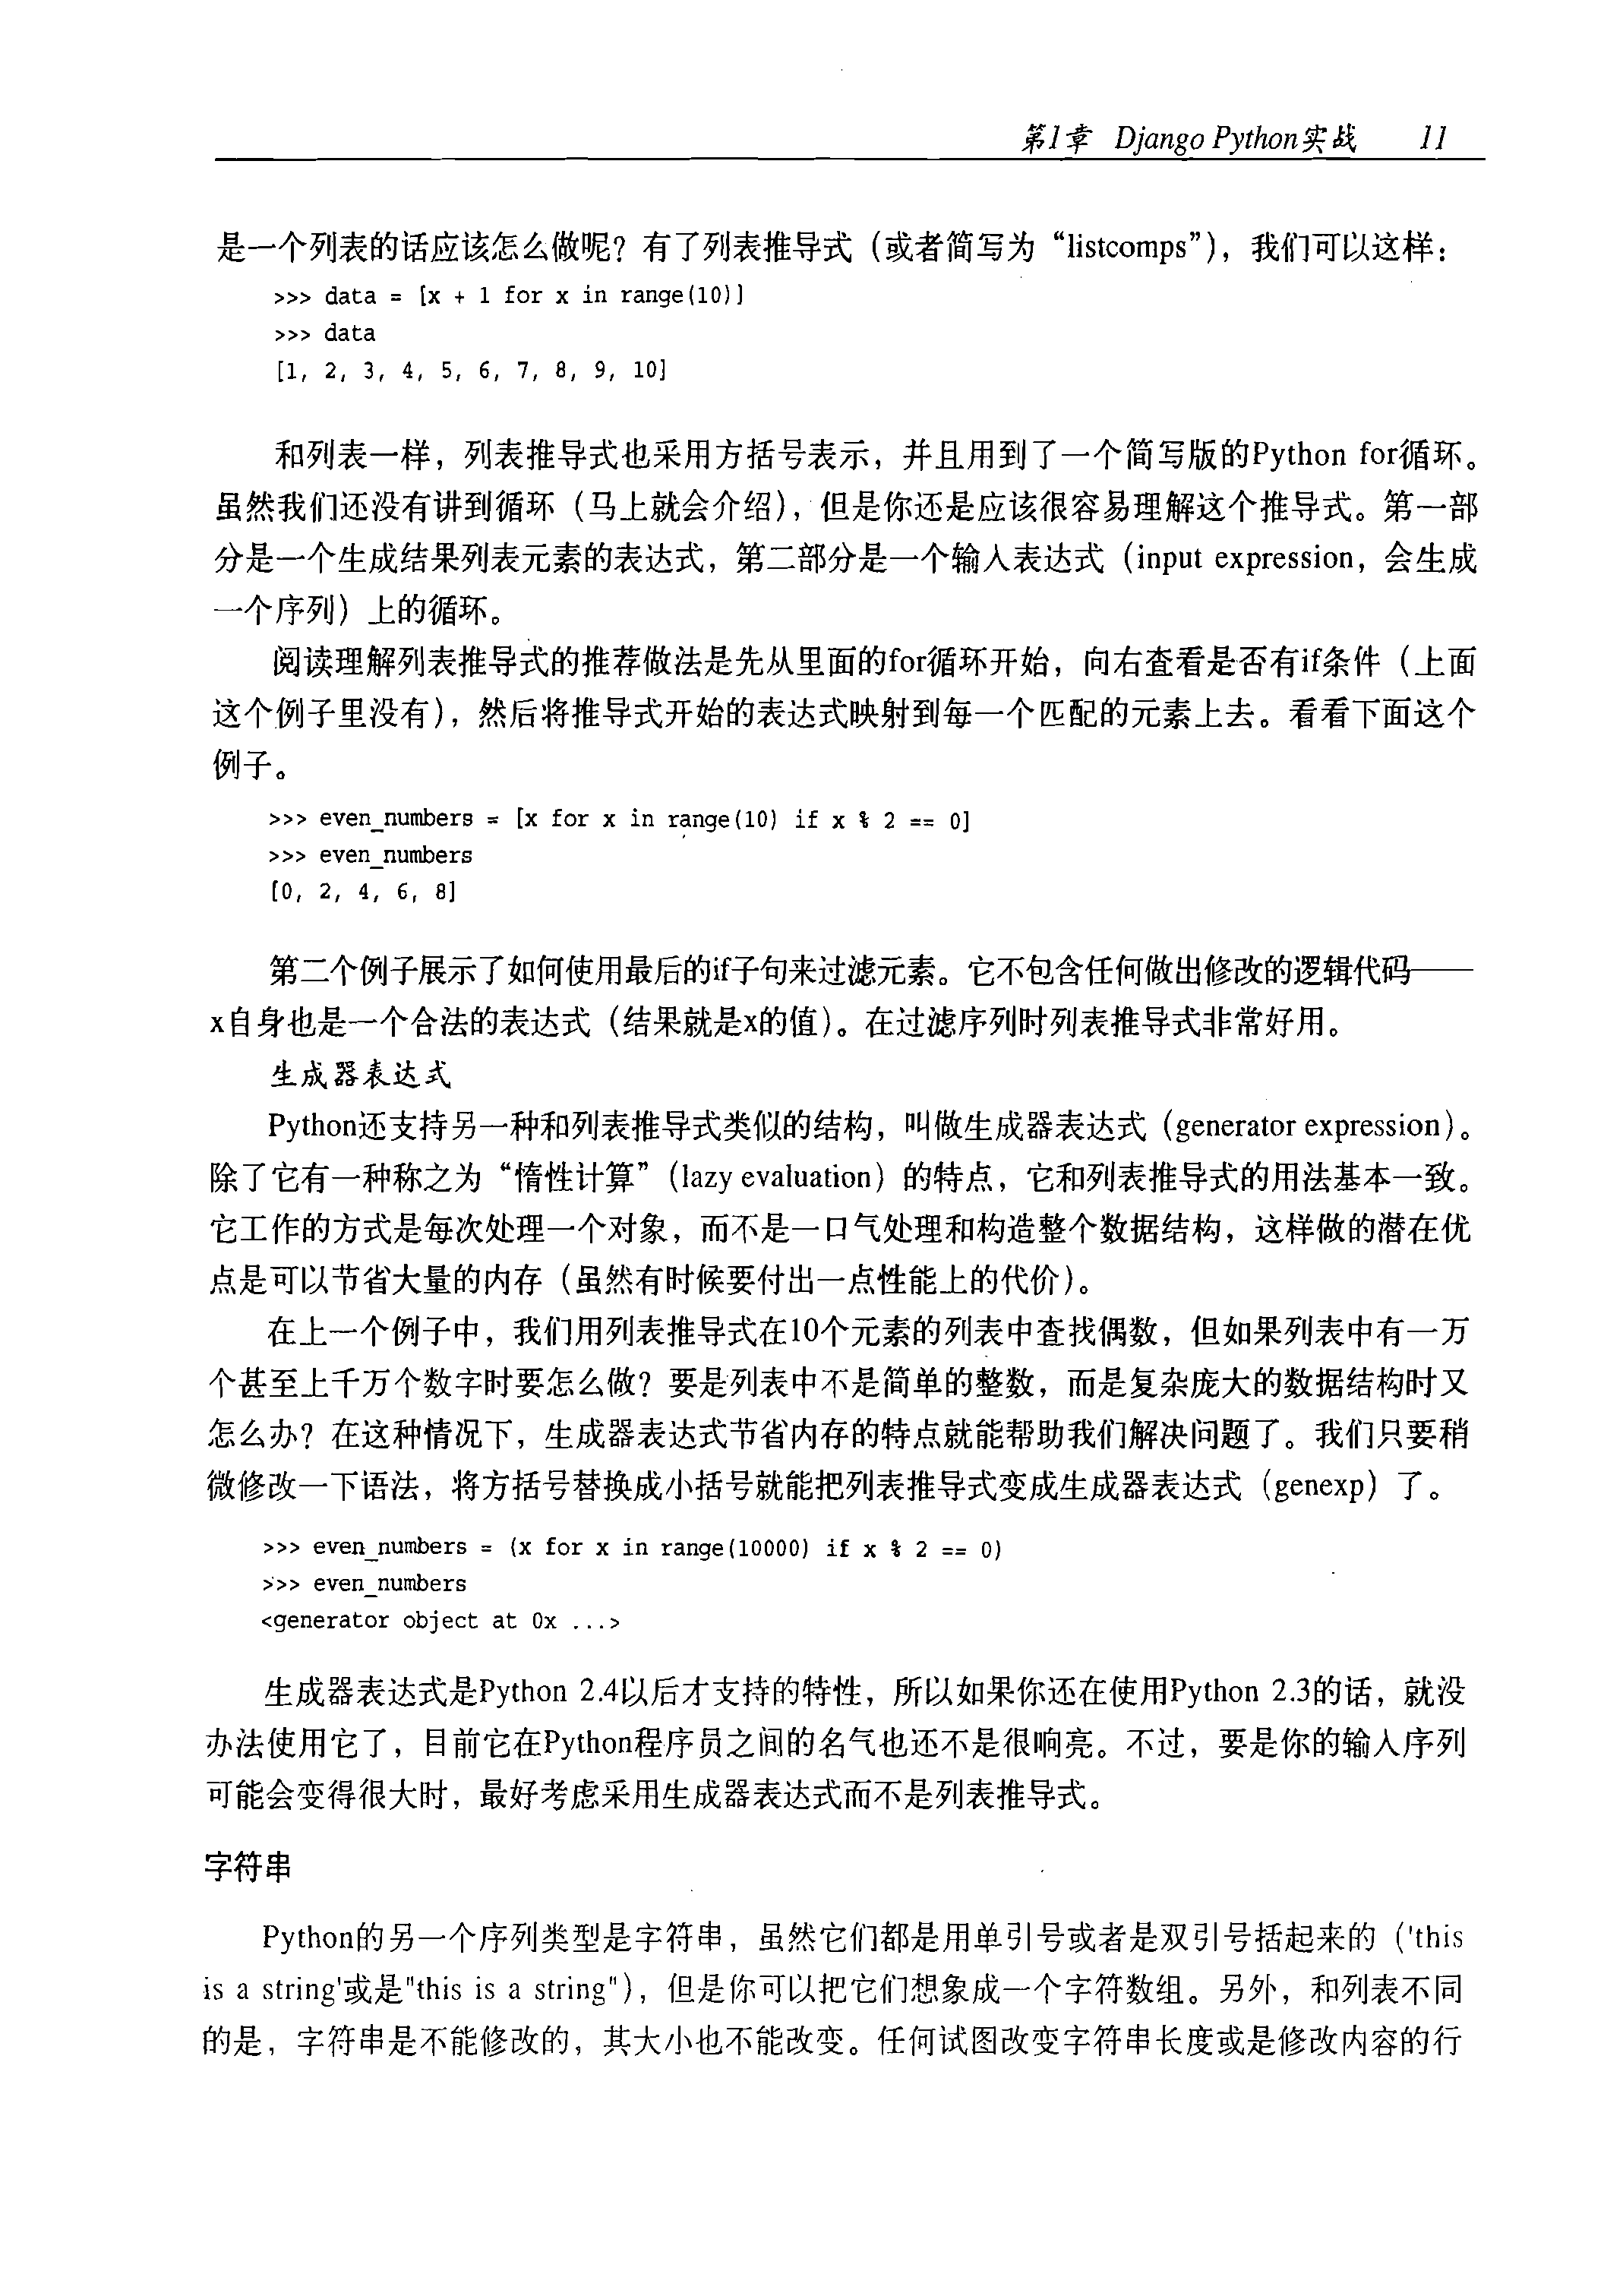 第1章 Django Python实战 11
是一个列表的话应该怎么做呢？有了列表推导式（或者简写为“listcomps”），我们可以这样：
>>> data = [x + 1 for x in range(10)]
>>> data
[1, 2, 3, 4, 5, 6, 7, 8, 9, 10]
和列表一样，列表推导式也采用方括号表示，并且用到了一个简写版的Python for循环。
虽然我们还没有讲到循环（马上就会介绍），但是你还是应该很容易理解这个推导式。第一部
分是一个生成结果列表元素的表达式，第二部分是一个输入表达式（input expression，会生成
一个序列）上的循环。
阅读理解列表推导式的推荐做法是先从里面的for循环开始，向右查看是否有if条件（上面
这个例子里没有），然后将推导式开始的表达式映射到每一个匹配的元素上去。看看下面这个
例子。
>>> even_numbers = [x for x in range(10) if x % 2 == 0]
>>> even_numbers
[0, 2, 4, 6, 8]
第二个例子展示了如何使用最后的if子句来过滤元素。它不包含任何做出修改的逻辑代码——
x自身也是一个合法的表达式（结果就是x的值）。在过滤序列时列表推导式非常好用。
生成器表达式
Python还支持另一种和列表推导式类似的结构，叫做生成器表达式（generator expression）。
除了它有一种称之为“惰性计算”（lazy evaluation）的特点，它和列表推导式的用法基本一致。
它工作的方式是每次处理一个对象，而不是一口气处理和构造整个数据结构，这样做的潜在优
点是可以节省大量的内存（虽然有时候要付出一点性能上的代价）。
在上一个例子中，我们用列表推导式在10个元素的列表中查找偶数，但如果列表中有一万
个甚至上千万个数字时要怎么做？要是列表中不是简单的整数，而是复杂庞大的数据结构时又
怎么办？在这种情况下，生成器表达式节省内存的特点就能帮助我们解决问题了。我们只要稍
微修改一下语法，将方括号替换成小括号就能把列表推导式变成生成器表达式（genexp）了。
>>> even_numbers = (x for x in range(10000) if x % 2 == 0)
>>> even_numbers
<generator object at 0x ...>
生成器表达式是Python 2.4以后才支持的特性，所以如果你还在使用Python 2.3的话，就没
办法使用它了，目前它在Python程序员之间的名气也还不是很响亮。不过，要是你的输入序列
可能会变得很大时，最好考虑采用生成器表达式而不是列表推导式。
字符串
Python的另一个序列类型是字符串，虽然它们都是用单引号或者是双引号括起来的（'this
is a string'或是"this is a string"），但是你可以把它们想象成一个字符数组。另外，和列表不同
的是，字符串是不能修改的，其大小也不能改变。任何试图改变字符串长度或是修改内容的行